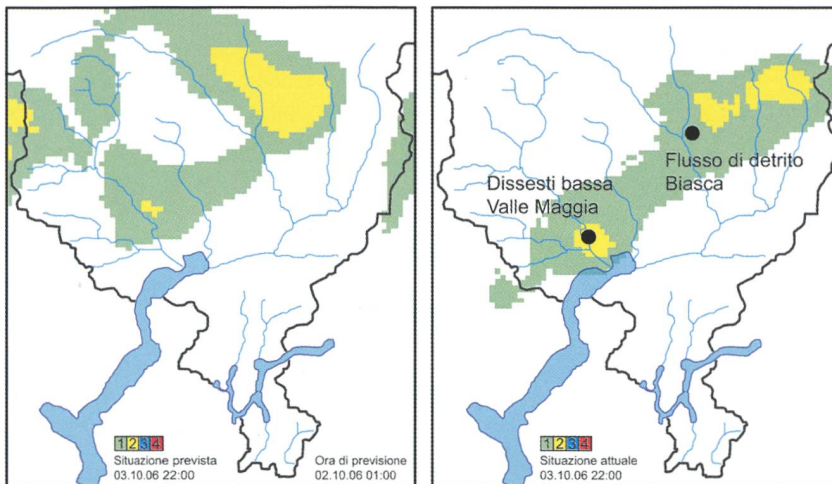 1 2 3 4
Situazione prevista
03.10.06 22:00
Ora di previsione
02.10.06 01:00
Flusso di detrito
Biasca
Dissesti bassa
Valle Maggia
1 2 3 4
Situazione attuale
03.10.06 22:00